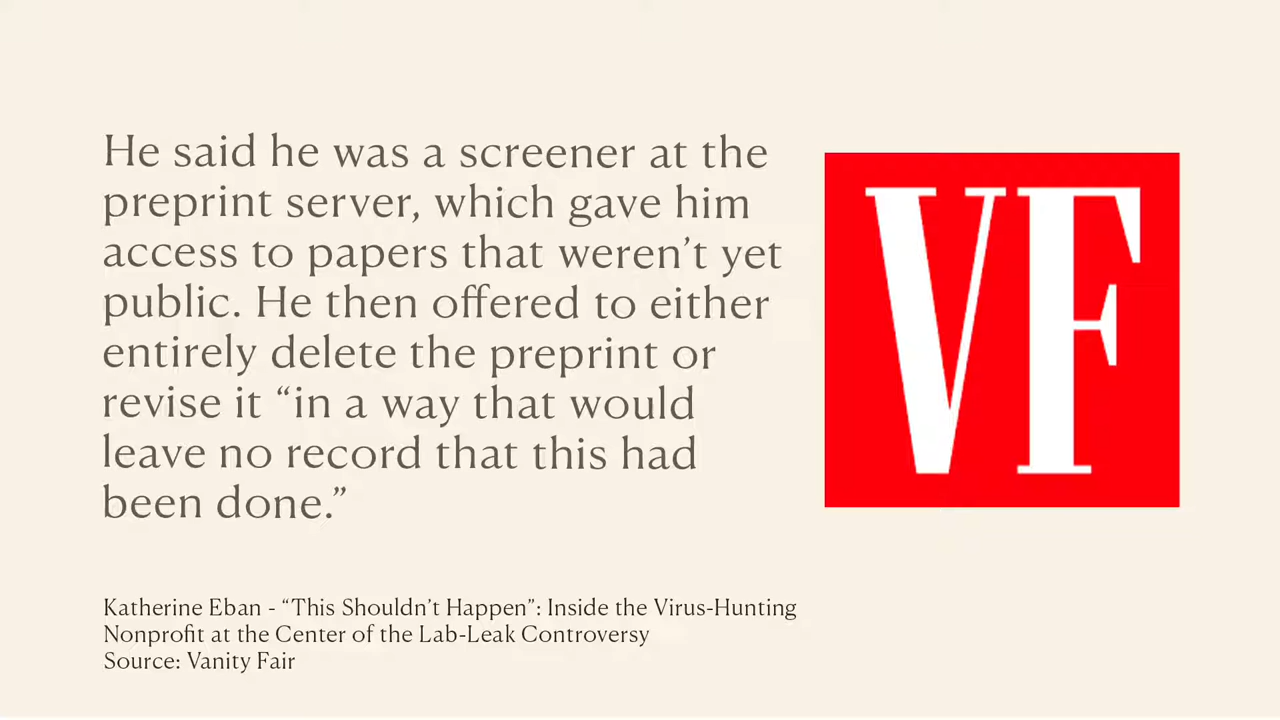 He said he was a screener at the
preprint server, which gave him
access to papers that weren’t yet
public. He then offered to either
entirely delete the preprint or
revise it “in a way that would
leave no record that this had
been done.”
VF
Katherine Eban - “This Shouldn’t Happen”: Inside the Virus-Hunting
Nonprofit at the Center of the Lab-Leak Controversy
Source: Vanity Fair